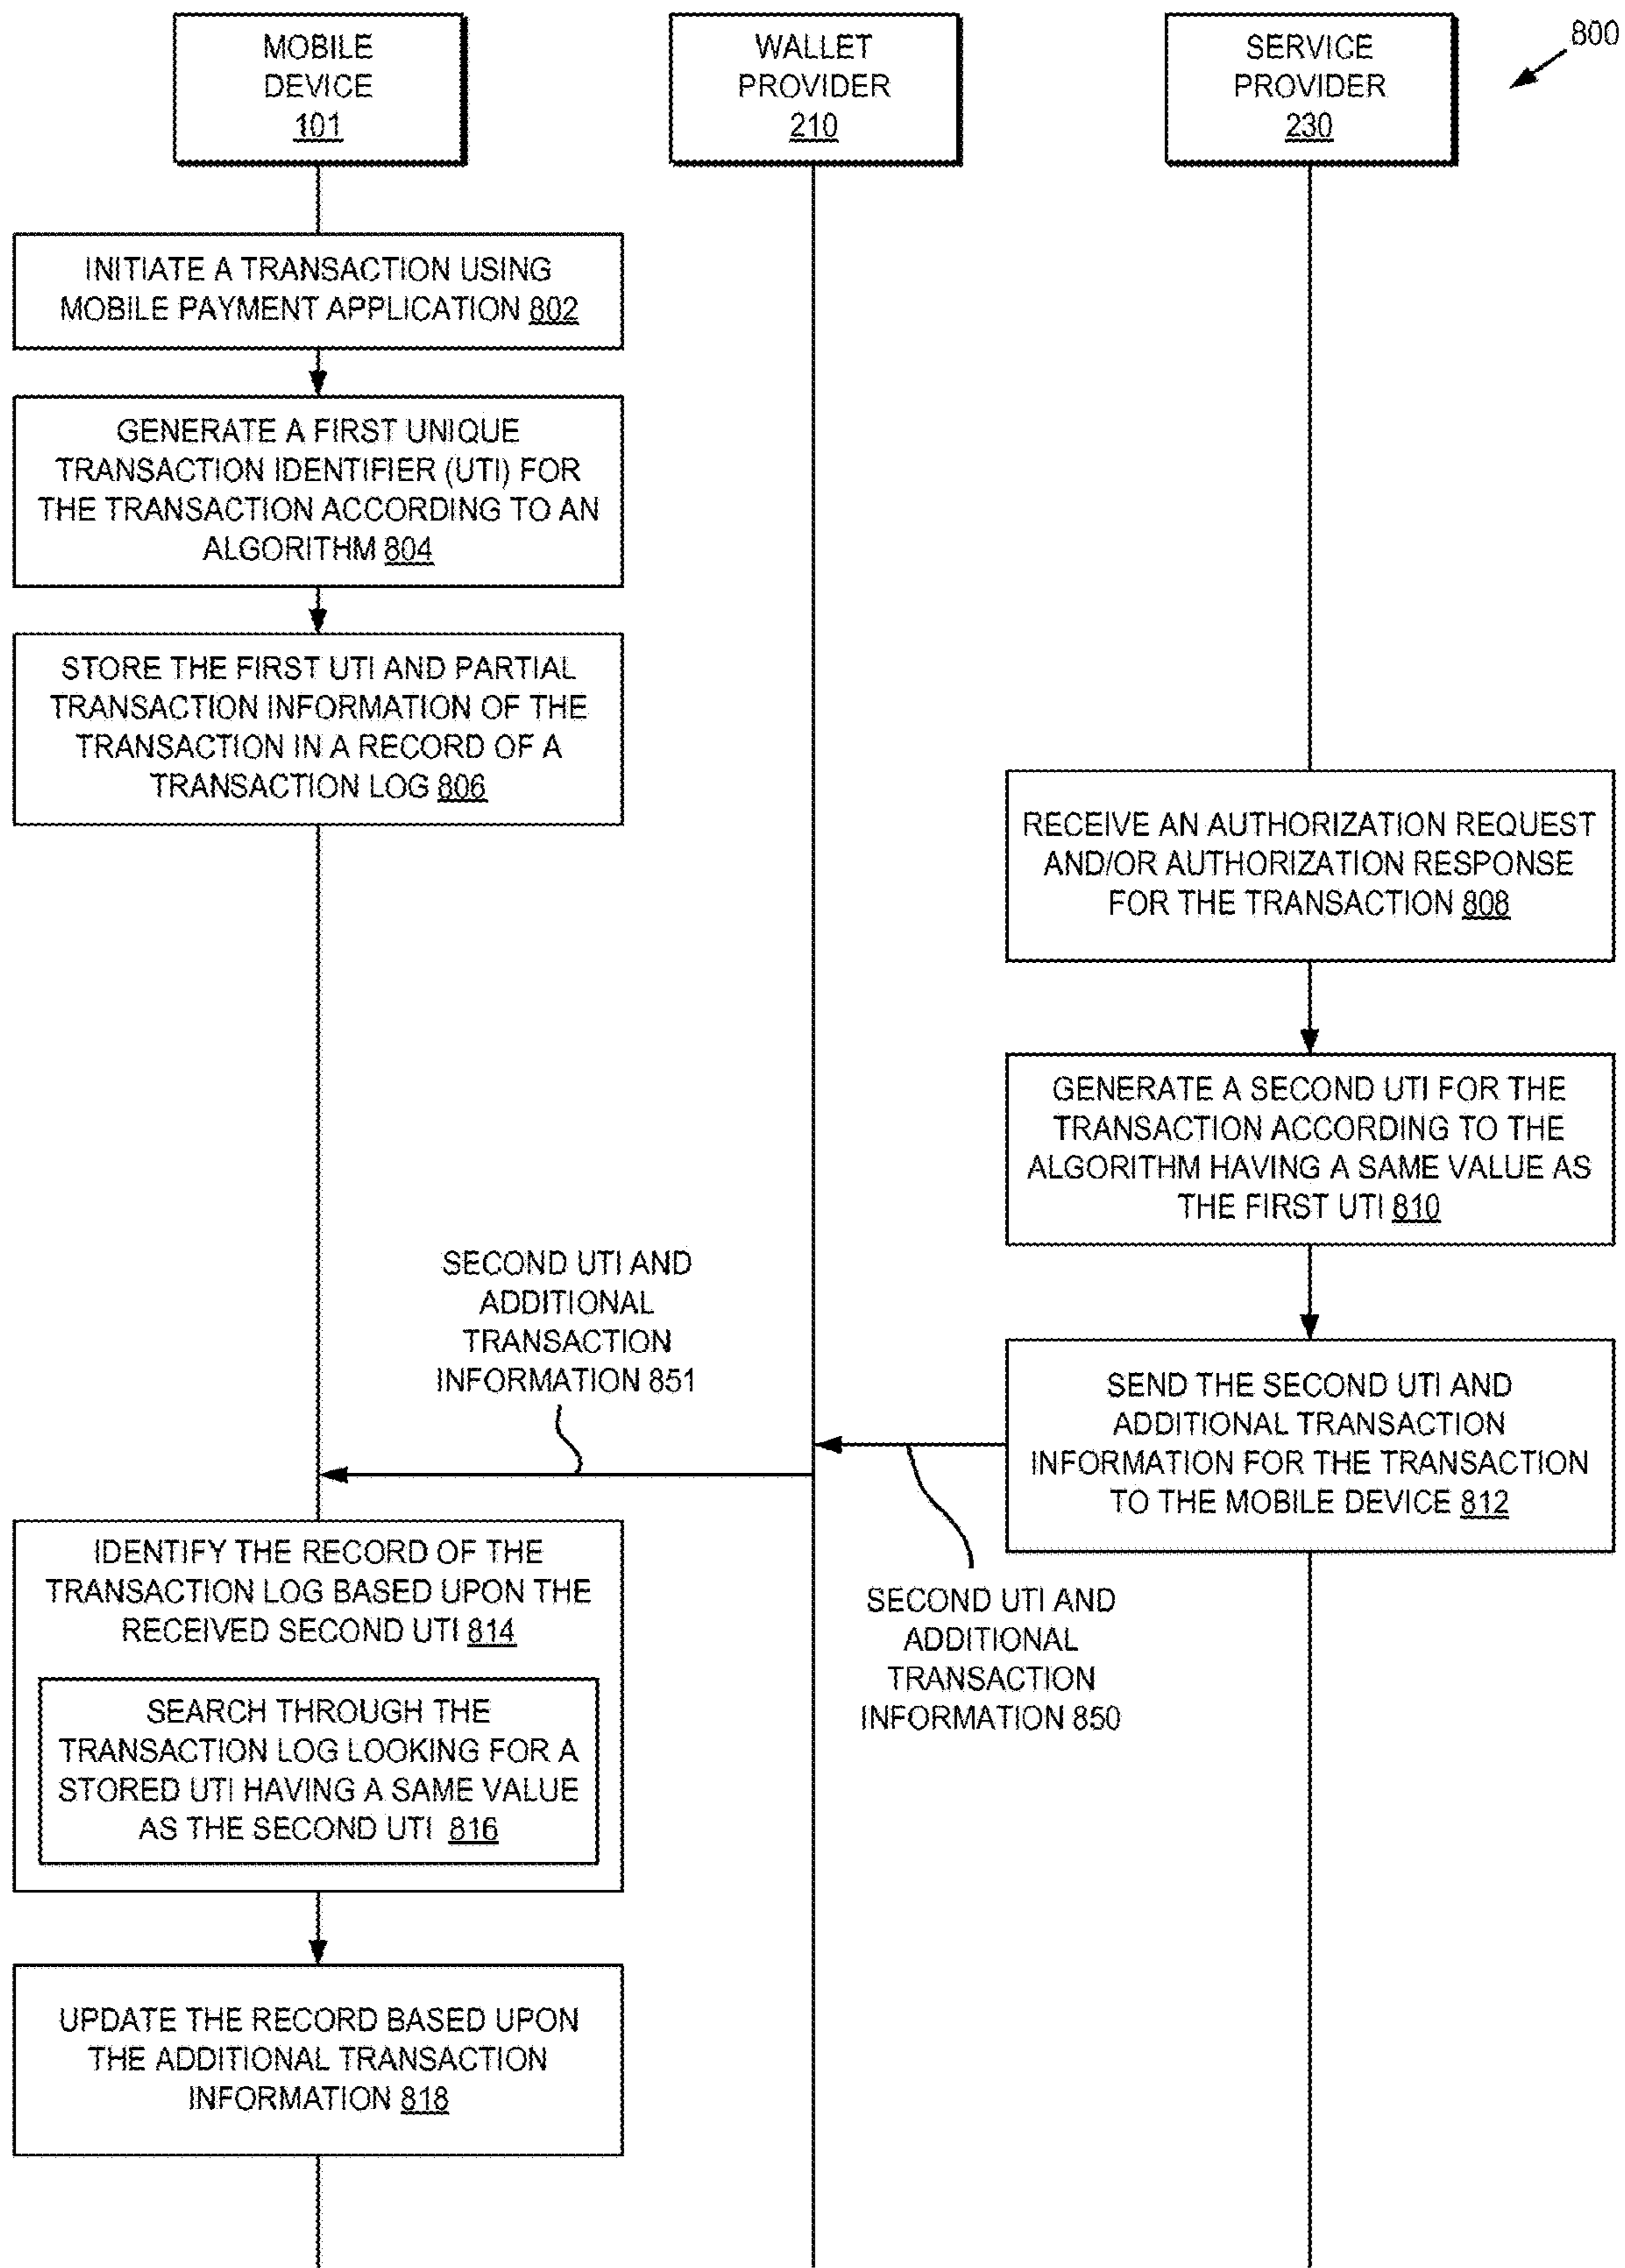 MOBILE
DEVICE
101
WALLET
PROVIDER
210
SERVICE
PROVIDER
230
800
INITIATE A TRANSACTION USING
MOBILE PAYMENT APPLICATION 802
GENERATE A FIRST UNIQUE
TRANSACTION IDENTIFIER (UTI) FOR
THE TRANSACTION ACCORDING TO AN
ALGORITHM 804
STORE THE FIRST UTI AND PARTIAL
TRANSACTION INFORMATION OF THE
TRANSACTION IN A RECORD OF A
TRANSACTION LOG 806
RECEIVE AN AUTHORIZATION REQUEST
AND/OR AUTHORIZATION RESPONSE
FOR THE TRANSACTION 808
GENERATE A SECOND UTI FOR THE
TRANSACTION ACCORDING TO THE
ALGORITHM HAVING A SAME VALUE AS
THE FIRST UTI 810
SEND THE SECOND UTI AND
ADDITIONAL TRANSACTION
INFORMATION FOR THE TRANSACTION
TO THE MOBILE DEVICE 812
SECOND UTI AND
ADDITIONAL
TRANSACTION
INFORMATION 850
SECOND UTI AND
ADDITIONAL
TRANSACTION
INFORMATION 851
IDENTIFY THE RECORD OF THE
TRANSACTION LOG BASED UPON THE
RECEIVED SECOND UTI 814
SEARCH THROUGH THE
TRANSACTION LOG LOOKING FOR A
STORED UTI HAVING A SAME VALUE
AS THE SECOND UTI 816
UPDATE THE RECORD BASED UPON
THE ADDITIONAL TRANSACTION
INFORMATION 818